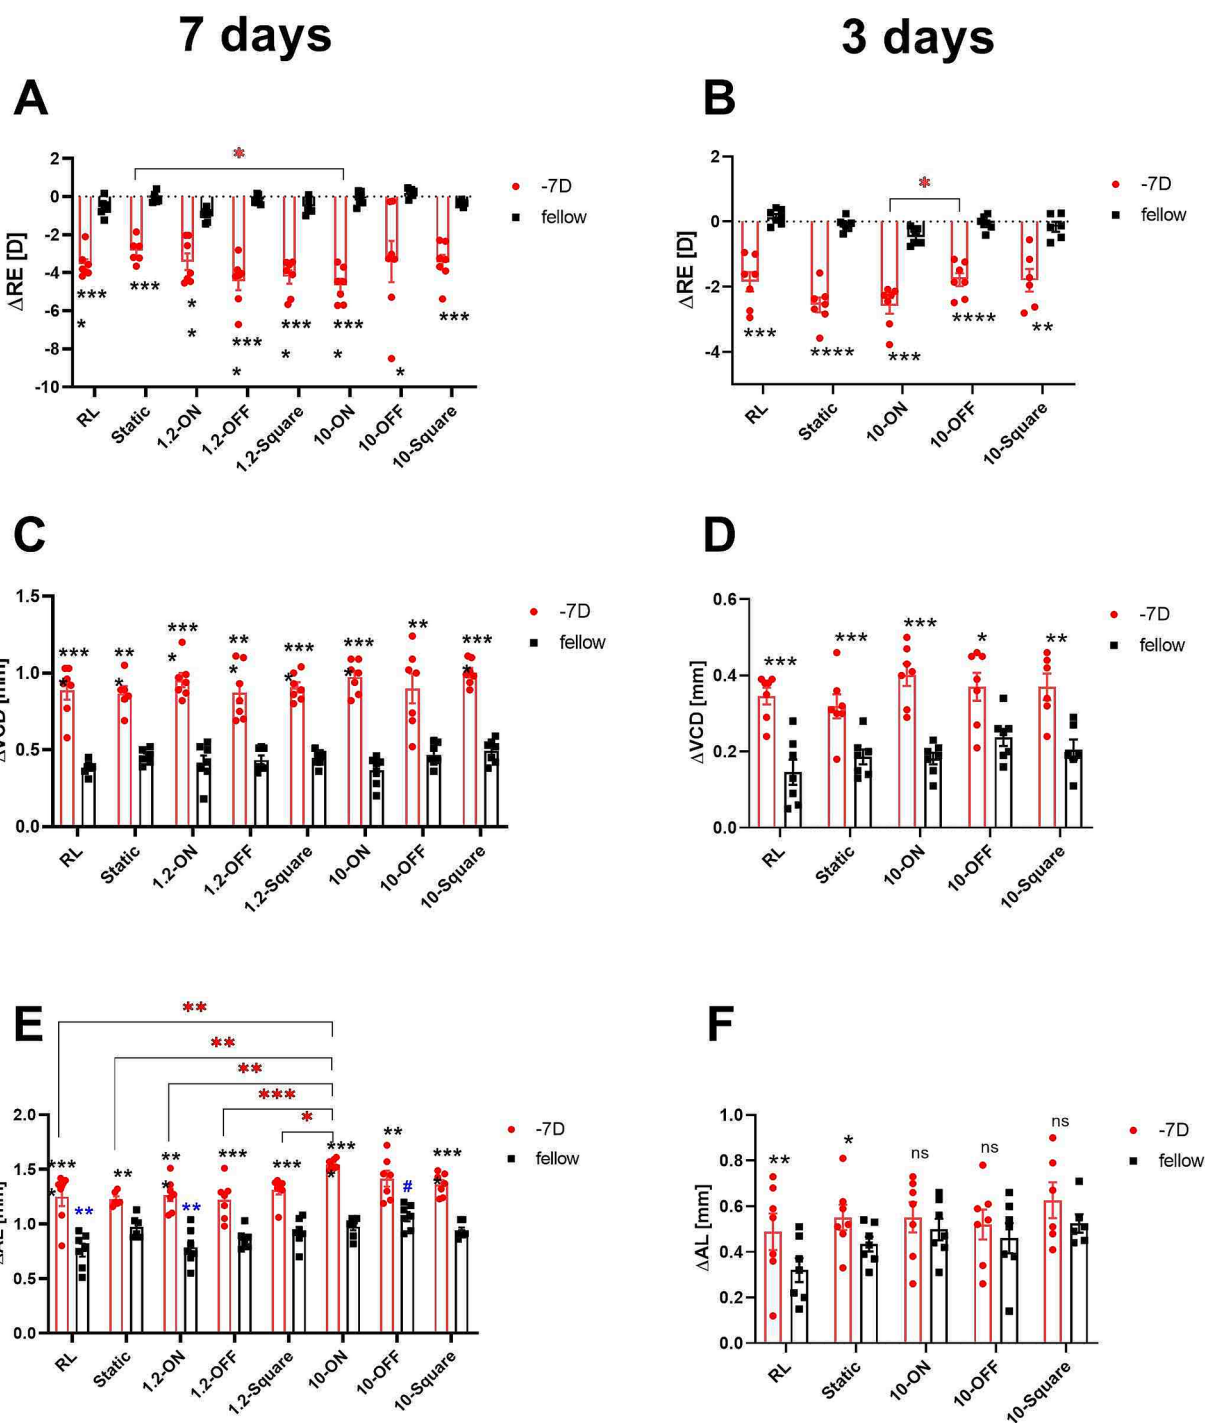 7 days
3 days
A
*
2
0
-2
-4
-6
-8
-10
ΔRE [D]
***
*
***
*
*
***
*
***
*
***
*
*
***
RL
Static
1.2-ON
1.2-OFF
1.2-Square
10-ON
10-OFF
10-Square
-7D
fellow
B
*
2
0
-2
-4
ΔRE [D]
***
****
***
****
**
RL
Static
10-ON
10-OFF
10-Square
-7D
fellow
C
1.5
1.0
0.5
0.0
ΔVCD [mm]
***
*
**
*
***
*
**
*
***
*
***
*
**
***
*
RL
Static
1.2-ON
1.2-OFF
1.2-Square
10-ON
10-OFF
10-Square
-7D
fellow
D
0.6
0.4
0.2
0.0
ΔVCD [mm]
***
***
***
*
**
RL
Static
10-ON
10-OFF
10-Square
-7D
fellow
E
**
**
**
***
*
2.0
1.5
1.0
0.5
0.0
ΔAL [mm]
***
*
**
**
**
*
**
***
***
***
*
**
#
***
*
RL
Static
1.2-ON
1.2-OFF
1.2-Square
10-ON
10-OFF
10-Square
-7D
fellow
F
1.0
0.8
0.6
0.4
0.2
0.0
ΔAL [mm]
**
*
ns
ns
ns
RL
Static
10-ON
10-OFF
10-Square
-7D
fellow